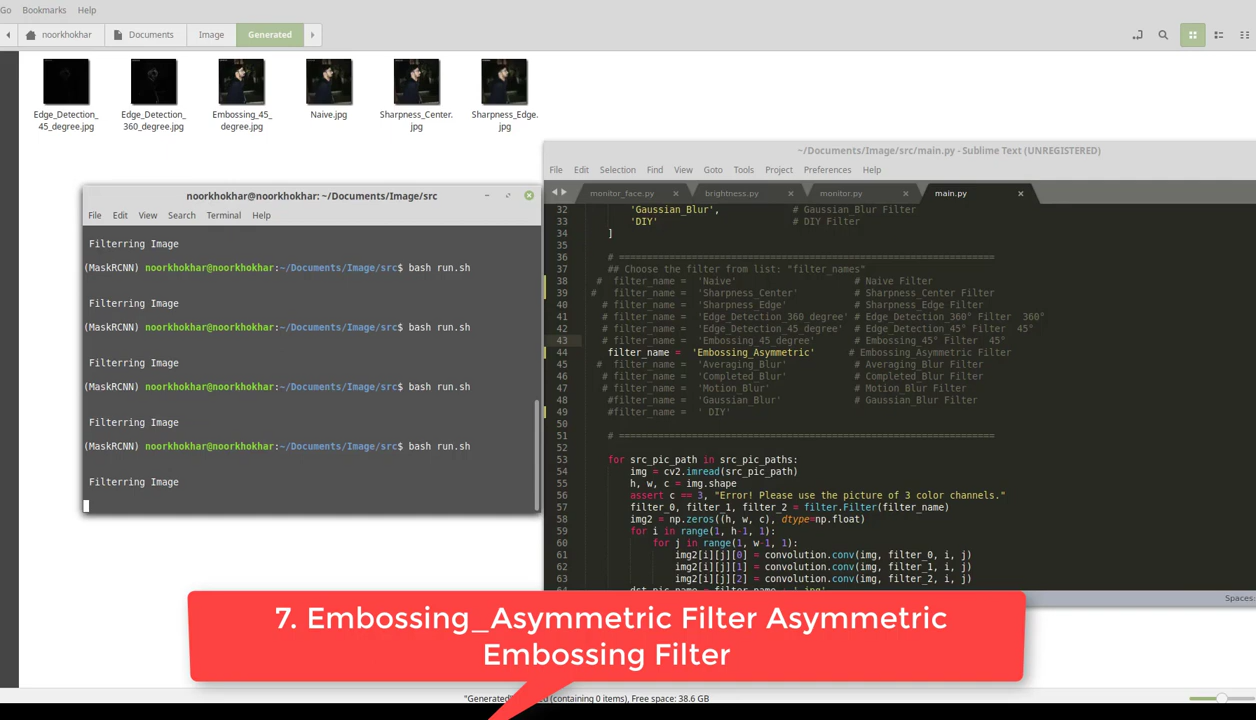 Go Bookmarks Help
noorkhokhar Documents Image Generated
Edge_Detection_
45_degree.jpg
Edge_Detection_
360_degree.jpg
Embossing_45_
degree.jpg
Naive.jpg
Sharpness_Center.
jpg
Sharpness_Edge.
jpg
noorkhokhar@noorkhokhar: ~/Documents/Image/src
File Edit View Search Terminal Help
Filterring Image
(MaskRCNN) noorkhokhar@noorkhokhar:~/Documents/Image/src$ bash run.sh
Filterring Image
(MaskRCNN) noorkhokhar@noorkhokhar:~/Documents/Image/src$ bash run.sh
Filterring Image
(MaskRCNN) noorkhokhar@noorkhokhar:~/Documents/Image/src$ bash run.sh
Filterring Image
(MaskRCNN) noorkhokhar@noorkhokhar:~/Documents/Image/src$ bash run.sh
Filterring Image
~/Documents/Image/src/main.py - Sublime Text (UNREGISTERED)
File Edit Selection Find View Goto Tools Project Preferences Help
monitor_face.py brightness.py monitor.py main.py
32 'Gaussian_Blur', # Gaussian_Blur Filter
33 'DIY' # DIY Filter
34 ]
35
36 # ===================================================================
37 ## Choose the filter from list: "filter_names"
38 # filter_name = 'Naive' # Naive Filter
39 # filter_name = 'Sharpness_Center' # Sharpness_Center Filter
40 # filter_name = 'Sharpness_Edge' # Sharpness_Edge Filter
41 # filter_name = 'Edge_Detection_360_degree' # Edge_Detection_360° Filter 360°
42 # filter_name = 'Edge_Detection_45_degree' # Edge_Detection_45° Filter 45°
43 # filter_name = 'Embossing_45_degree' # Embossing_45° Filter 45°
44 filter_name = 'Embossing_Asymmetric' # Embossing_Asymmetric Filter
45 # filter_name = 'Averaging_Blur' # Averaging_Blur Filter
46 # filter_name = 'Completed_Blur' # Completed_Blur Filter
47 # filter_name = 'Motion_Blur' # Motion_Blur Filter
48 #filter_name = 'Gaussian_Blur' # Gaussian_Blur Filter
49 #filter_name = ' DIY'
50
51 # ===================================================================
52
53 for src_pic_path in src_pic_paths:
54 img = cv2.imread(src_pic_path)
55 h, w, c = img.shape
56 assert c == 3, "Error! Please use the picture of 3 color channels."
57 filter_0, filter_1, filter_2 = filter.Filter(filter_name)
58 img2 = np.zeros((h, w, c), dtype=np.float)
59 for i in range(1, h-1, 1):
60 for j in range(1, w-1, 1):
61 img2[i][j][0] = convolution.conv(img, filter_0, i, j)
62 img2[i][j][1] = convolution.conv(img, filter_1, i, j)
63 img2[i][j][2] = convolution.conv(img, filter_2, i, j)
Spaces:
7. Embossing_Asymmetric Filter Asymmetric
Embossing Filter
"Generated" (containing 0 items), Free space: 38.6 GB